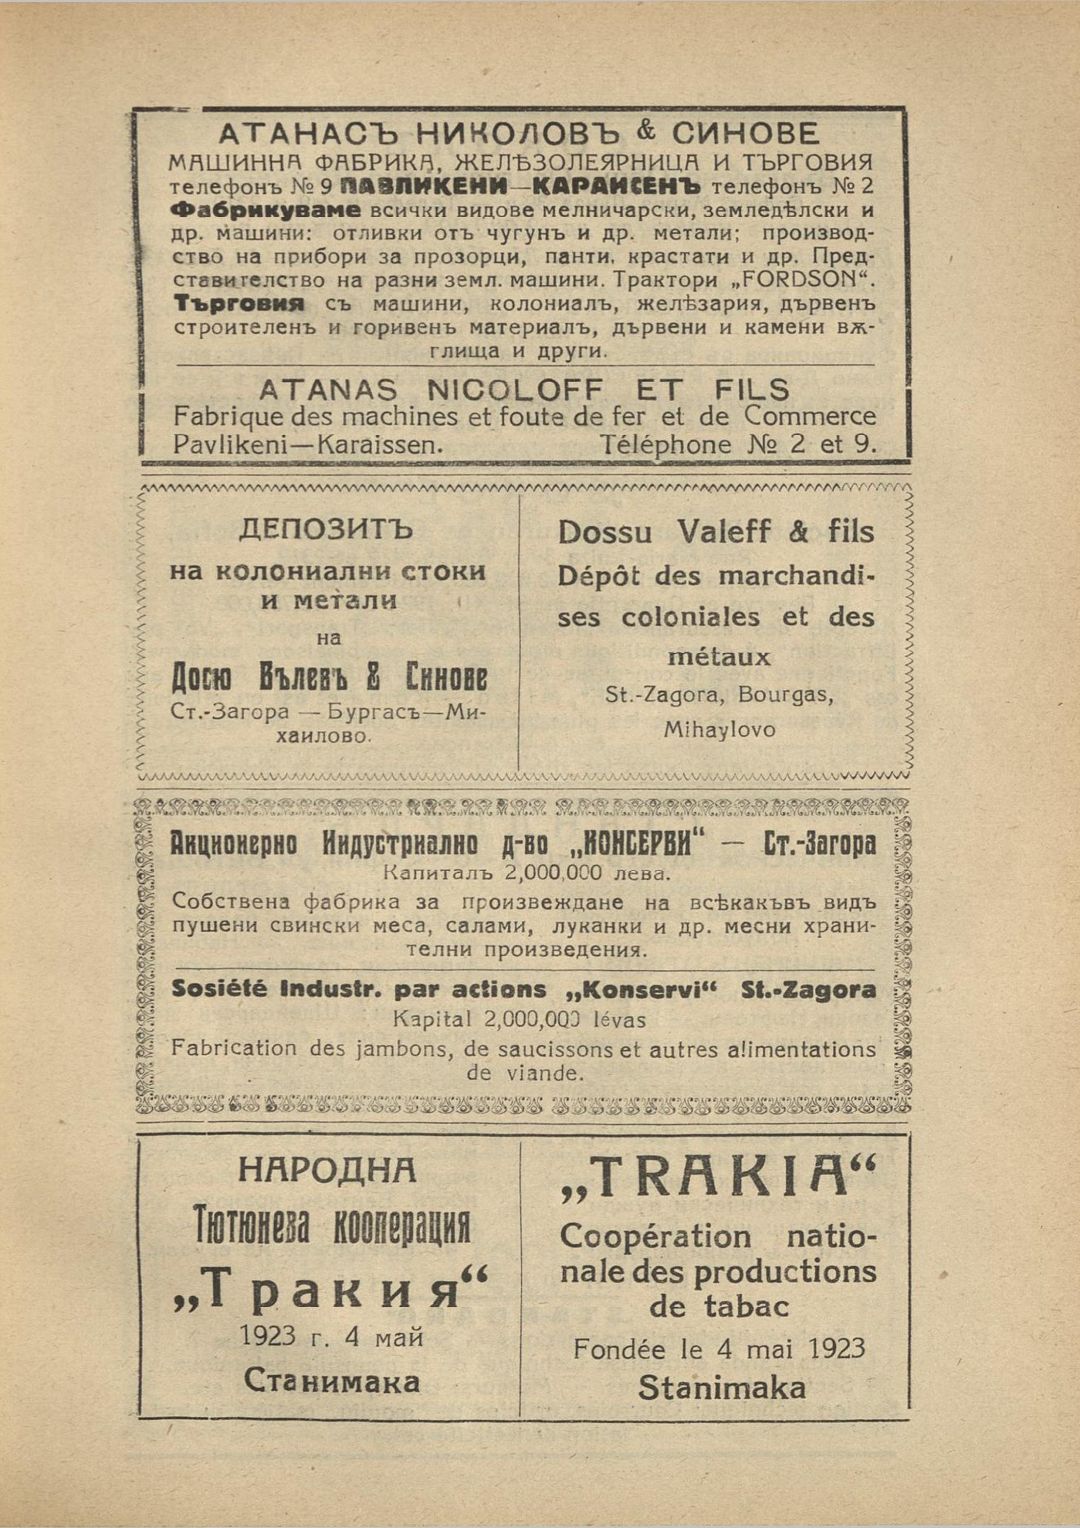 АТАНАСЪ НИКОЛОВЪ & СИНОВЕ
МАШИННА ФАБРИКА, ЖЕЛѢЗОЛЕЯРНИЦА И ТЪРГОВИЯ
телефонъ № 9 ПАВЛИКЕНИ—КАРАИСЕНЪ телефонъ № 2
Фабрикуваме всички видове мелничарски, земледѣлски и
др. машини: отливки отъ чугунъ и др. метали; производ-
ство на прибори за прозорци, панти, крастати и др. Пред-
ставителство на разни земл. машини. Трактори „FORDSON“.
Търговия съ машини, колониалъ, желѣзария, дървенъ
строителенъ и горивенъ материалъ, дървени и камени вѫ-
глища и други.
ATANAS NICOLOFF ET FILS
Fabrique des machines et foute de fer et de Commerce
Pavlikeni—Karaissen. Téléphone № 2 et 9.
ДЕПОЗИТЪ
на колониални стоки
и метали
на
Досю Вълевъ & Синове
Ст.-Загора — Бургасъ—Ми-
хаилово.
Dossu Valeff & fils
Dépôt des marchandi-
ses coloniales et des
métaux
St.-Zagora, Bourgas,
Mihaylovo
Акционерно Индустриално д-во „КОНСЕРВИ“ — Ст.-Загора
Капиталъ 2,000,000 лева.
Собствена фабрика за произвеждане на всѣкакъвъ видъ
пушени свински меса, салами, луканки и др. месни храни-
телни произведения.
Sosiété Industr. par actions „Konservi“ St.-Zagora
Kapital 2,000,000 lévas
Fabrication des jambons, de saucissons et autres alimentations
de viande.
НАРОДНА
Тютюнева кооперация
„Тракия“
1923 г. 4 май
Станимака
„TRAKIA“
Coopération natio-
nale des productions
de tabac
Fondée le 4 mai 1923
Stanimaka